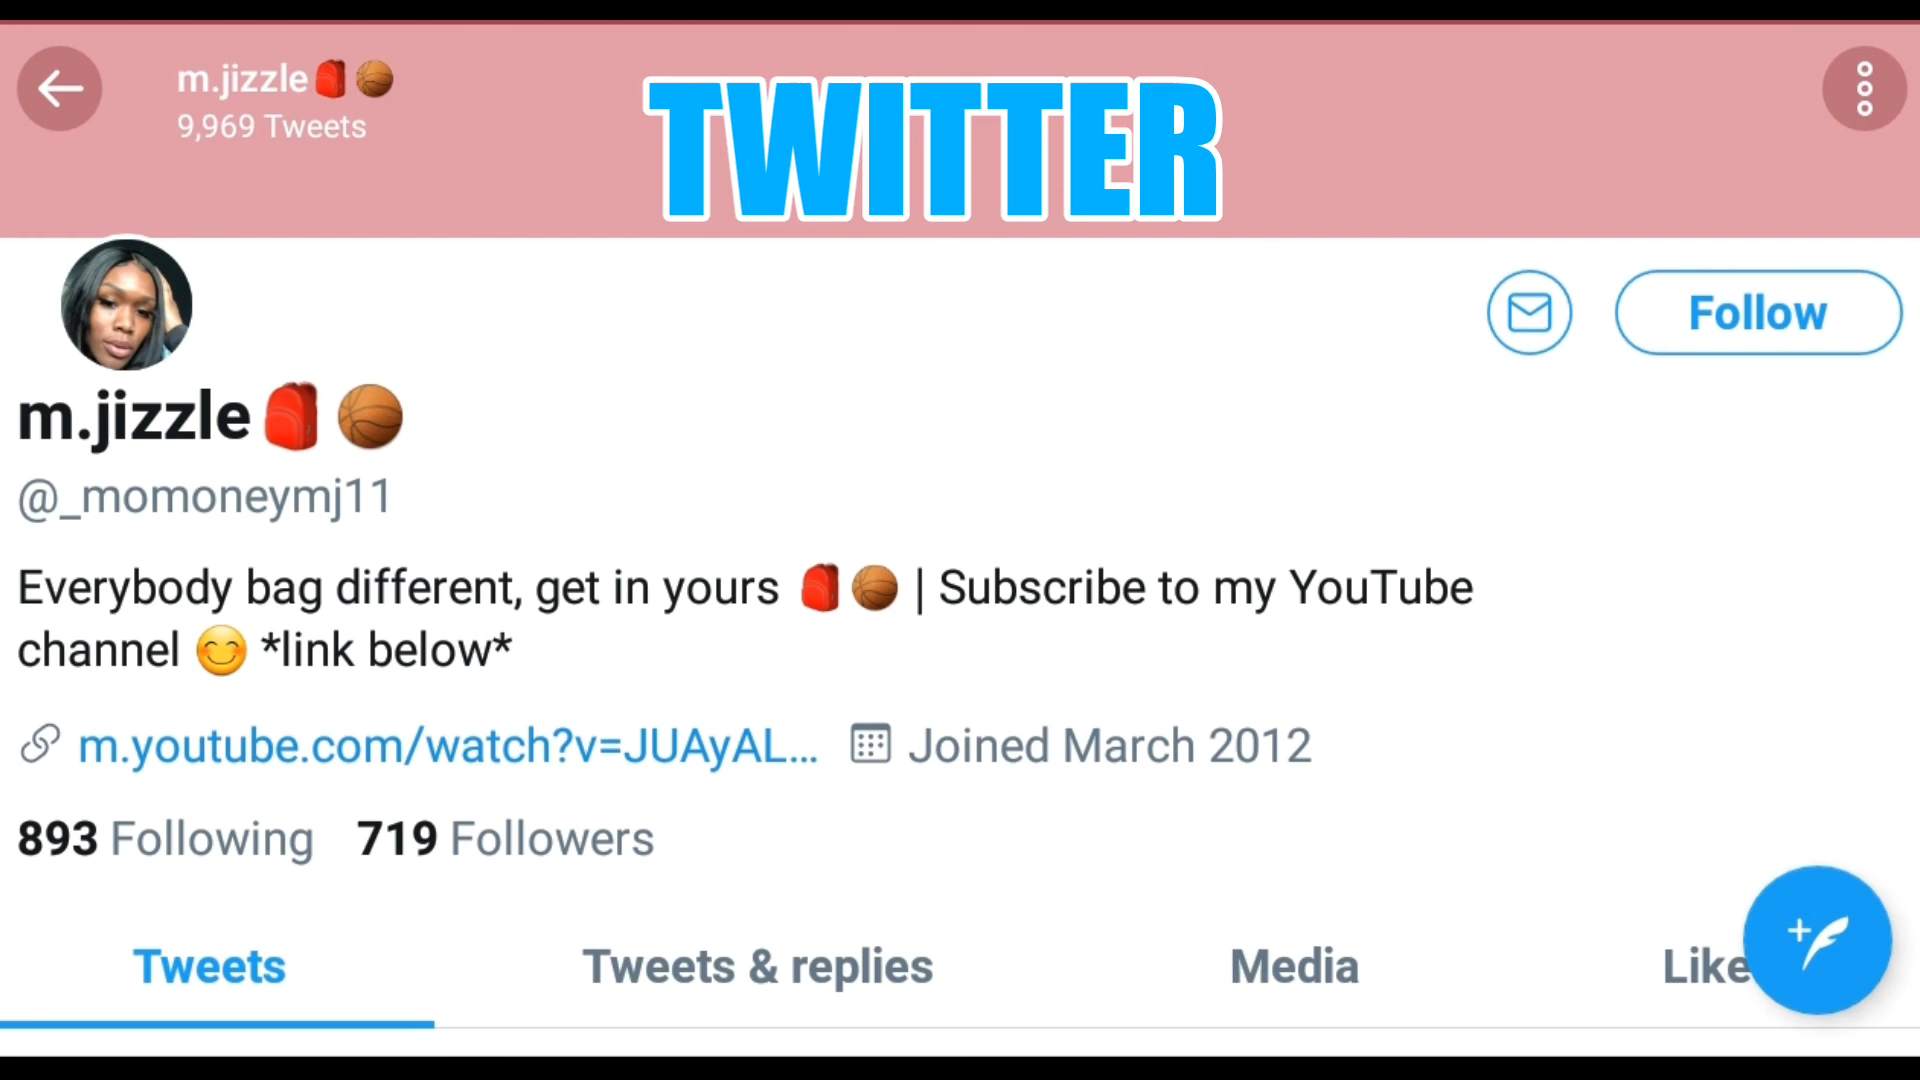 m.jizzle🎒🏀
9,969 Tweets
TWITTER
Follow
m.jizzle🎒🏀
@_momoneymj11
Everybody bag different, get in yours 🎒🏀 | Subscribe to my YouTube
channel 😊 *link below*
m.youtube.com/watch?v=JUAyAL... Joined March 2012
893 Following 719 Followers
Tweets Tweets & replies Media Like